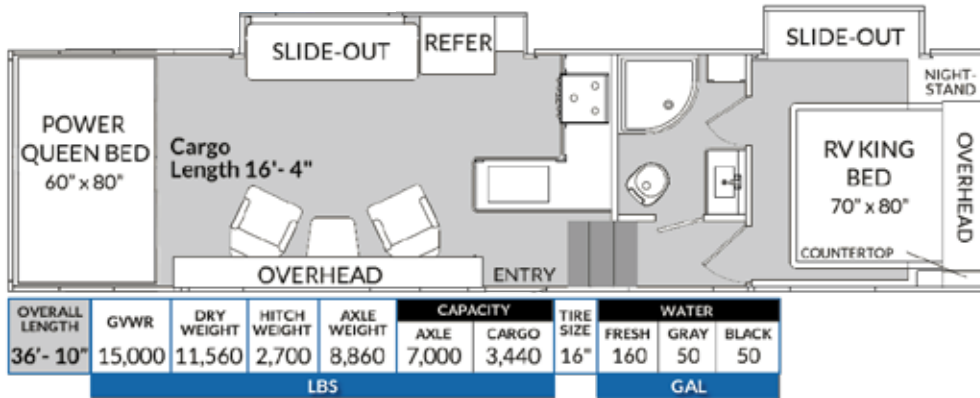 SLIDE-OUT
REFER
SLIDE-OUT
NIGHT-
STAND
POWER
QUEEN BED
60" x 80"
Cargo
Length 16'- 4"
RV KING
BED
70" x 80"
OVERHEAD
COUNTERTOP
OVERHEAD
ENTRY
OVERALL
LENGTH
GVWR
DRY
WEIGHT
HITCH
WEIGHT
AXLE
WEIGHT
CAPACITY
AXLE
CARGO
TIRE
SIZE
WATER
FRESH
GRAY
BLACK
36'- 10"
15,000
11,560
2,700
8,860
7,000
3,440
16"
160
50
50
LBS
GAL